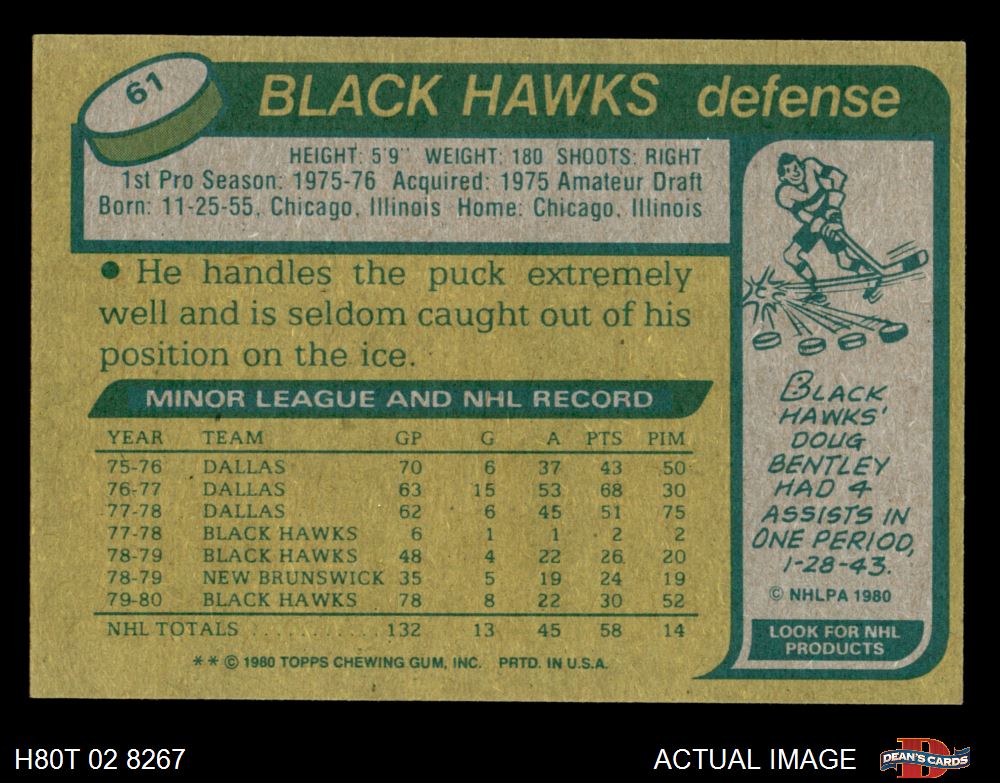 61
BLACK HAWKS defense
HEIGHT: 5'9" WEIGHT: 180 SHOOTS: RIGHT
1st Pro Season: 1975-76 Acquired: 1975 Amateur Draft
Born: 11-25-55, Chicago, Illinois Home: Chicago, Illinois
● He handles the puck extremely
well and is seldom caught out of his
position on the ice.
MINOR LEAGUE AND NHL RECORD
YEAR TEAM GP G A PTS PIM
75-76 DALLAS 70 6 37 43 50
76-77 DALLAS 63 15 53 68 30
77-78 DALLAS 62 6 45 51 75
77-78 BLACK HAWKS 6 1 1 2 2
78-79 BLACK HAWKS 48 4 22 26 20
78-79 NEW BRUNSWICK 35 5 19 24 19
79-80 BLACK HAWKS 78 8 22 30 52
NHL TOTALS .......... 132 13 45 58 14
** © 1980 TOPPS CHEWING GUM, INC. PRTD. IN U.S.A.
BLACK
HAWKS'
DOUG
BENTLEY
HAD 4
ASSISTS IN
ONE PERIOD,
1-28-43.
© NHLPA 1980
LOOK FOR NHL
PRODUCTS
H80T 02 8267
ACTUAL IMAGE
D
DEAN'S CARDS